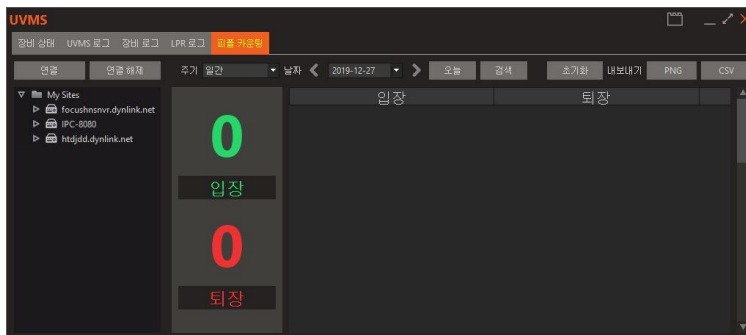 UVMS
장비 상태 UVMS 로그 장비 로그 LPR 로그 피플 카운팅
연결 연결 해제 주기 일간 날짜 2019-12-27 오늘 검색 초기화 내보내기 PNG CSV
My Sites
focushnsnvr.dynlink.net
IPC-8080
htdjdd.dynlink.net
0
입장
0
퇴장
입장 퇴장